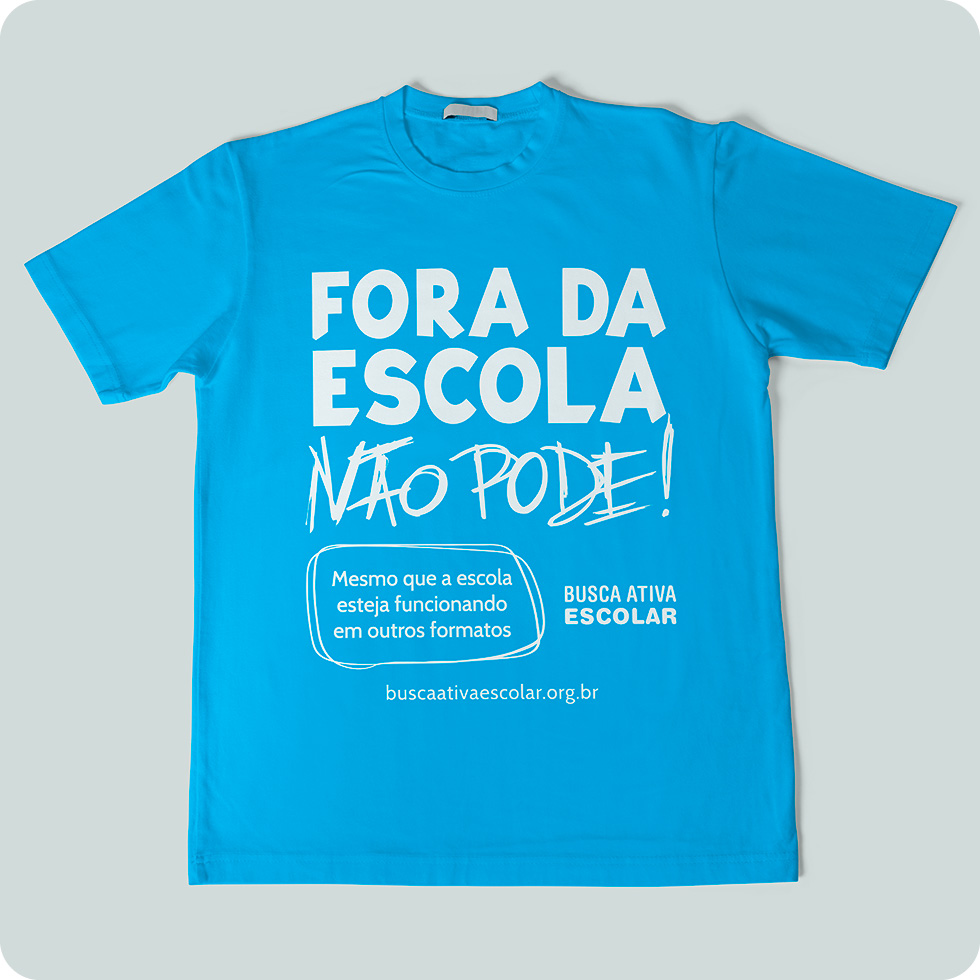 FORA DA
ESCOLA
NÃO PODE!
Mesmo que a escola
esteja funcionando
em outros formatos
BUSCA ATIVA
ESCOLAR
buscaativaescolar.org.br